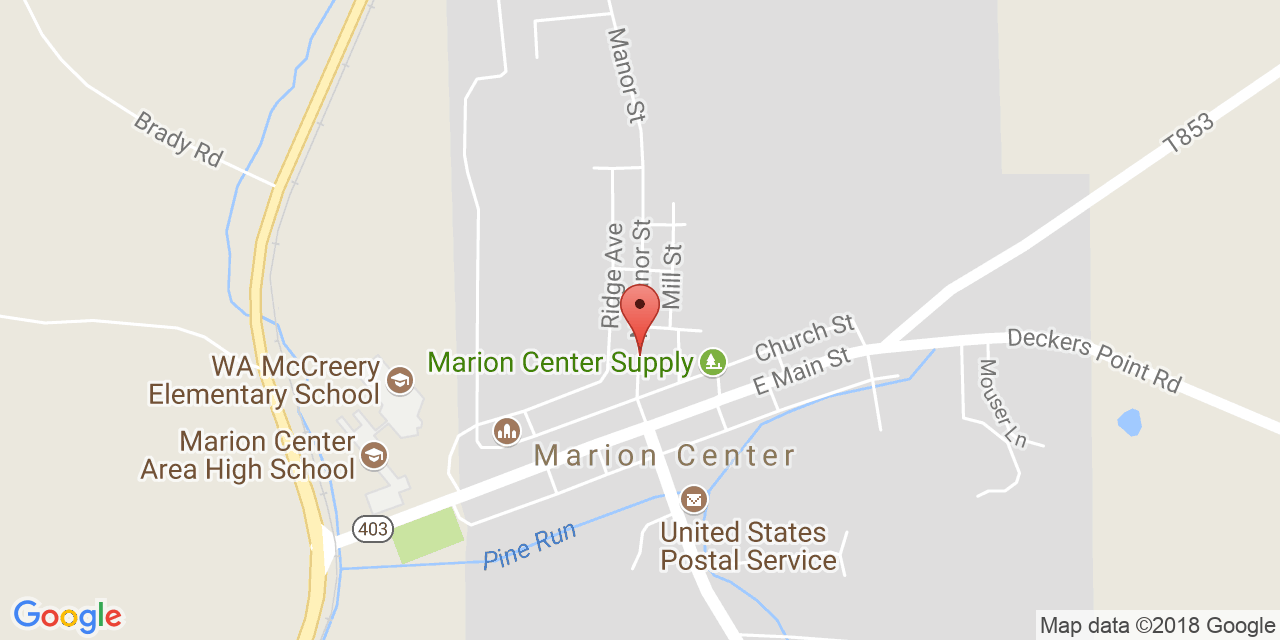 Manor St
Brady Rd
T853
Ridge Ave
nor St
Mill St
Church St
Deckers Point Rd
WA McCreery
Elementary School
Marion Center Supply
E Main St
Mouser Ln
Marion Center
Area High School
Marion Center
403
Pine Run
United States
Postal Service
Google
Map data ©2018 Google